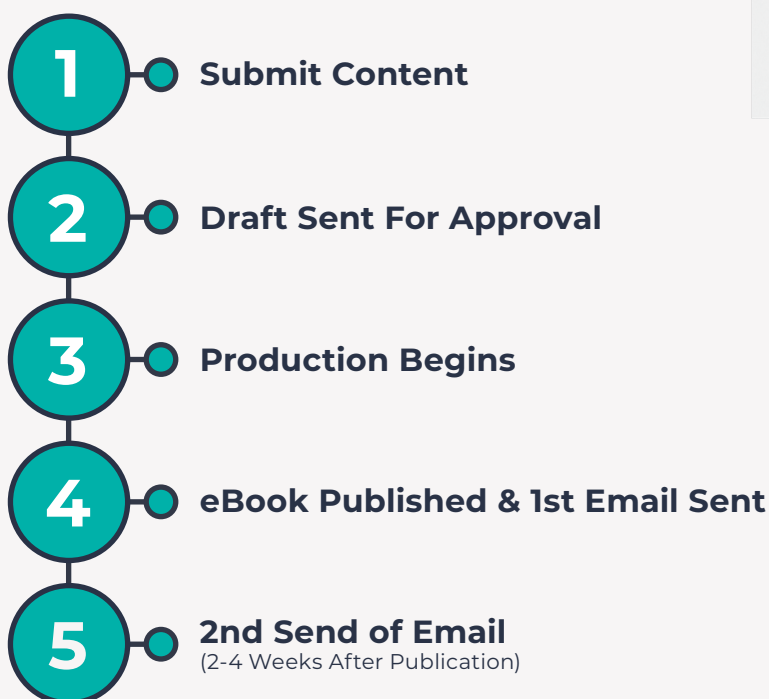 1
Submit Content
2
Draft Sent For Approval
3
Production Begins
4
eBook Published & 1st Email Sent
5
2nd Send of Email
(2-4 Weeks After Publication)